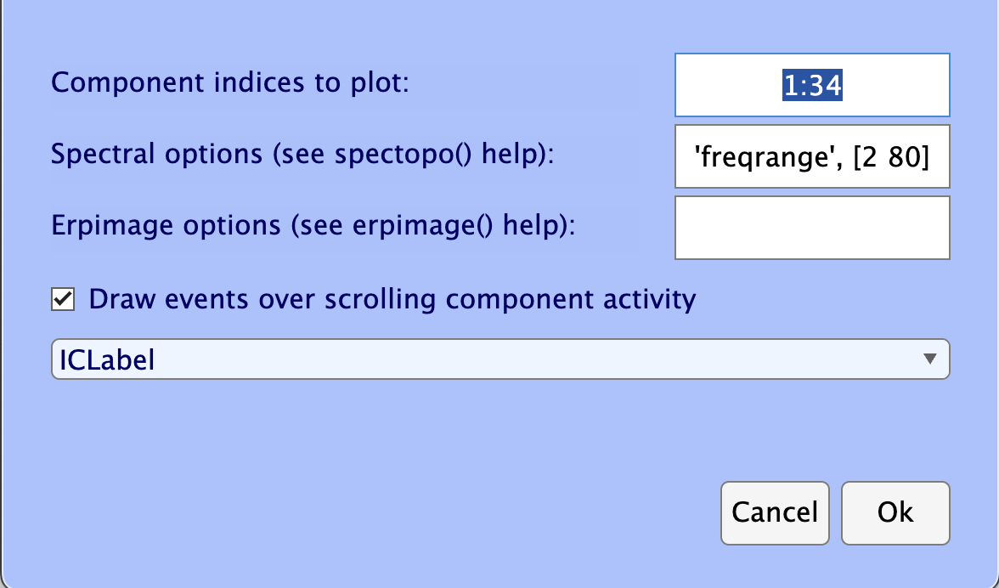 Component indices to plot:
1:34
Spectral options (see spectopo() help):
'freqrange', [2 80]
Erpimage options (see erpimage() help):
Draw events over scrolling component activity
ICLabel
Cancel
Ok